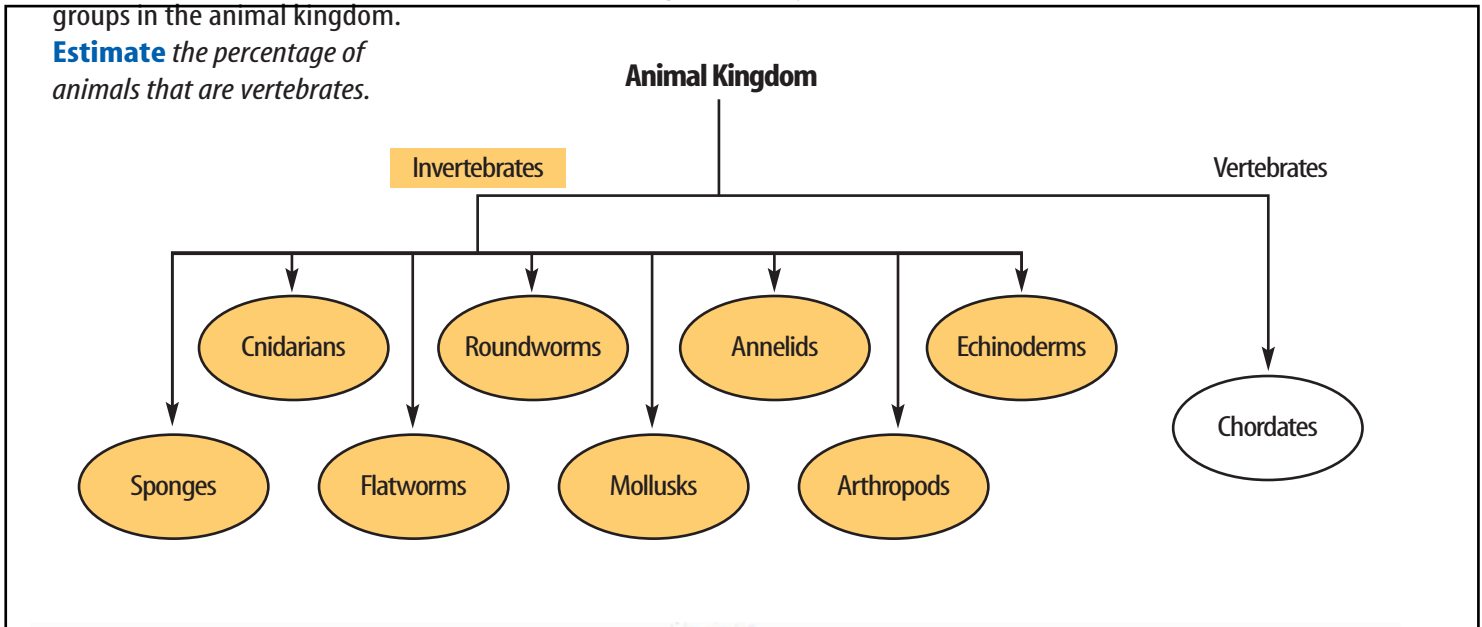 groups in the animal kingdom.
Estimate the percentage of
animals that are vertebrates.
Animal Kingdom
Invertebrates
Vertebrates
Cnidarians
Roundworms
Annelids
Echinoderms
Chordates
Sponges
Flatworms
Mollusks
Arthropods